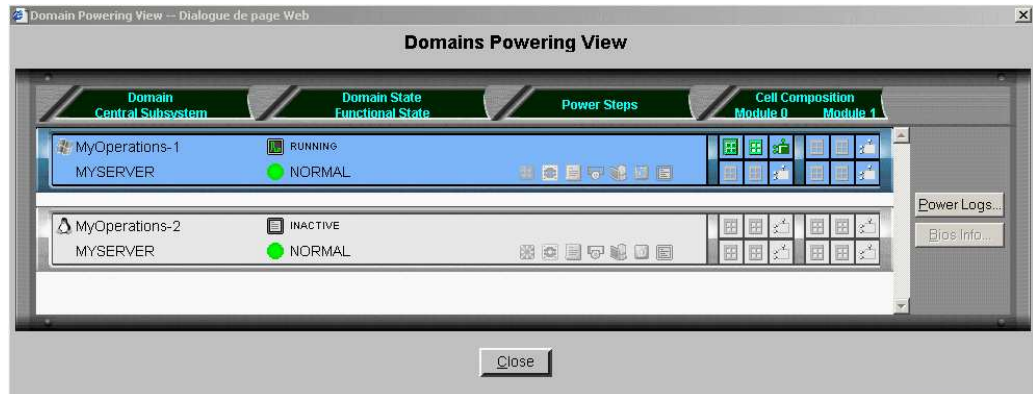 Domain Powering View -- Dialogue de page Web
Domains Powering View
Domain
Central Subsystem
Domain State
Functional State
Power Steps
Cell Composition
Module 0 Module 1
MyOperations-1 RUNNING
MYSERVER NORMAL
MyOperations-2 INACTIVE
MYSERVER NORMAL
Power Logs...
Bios Info...
Close